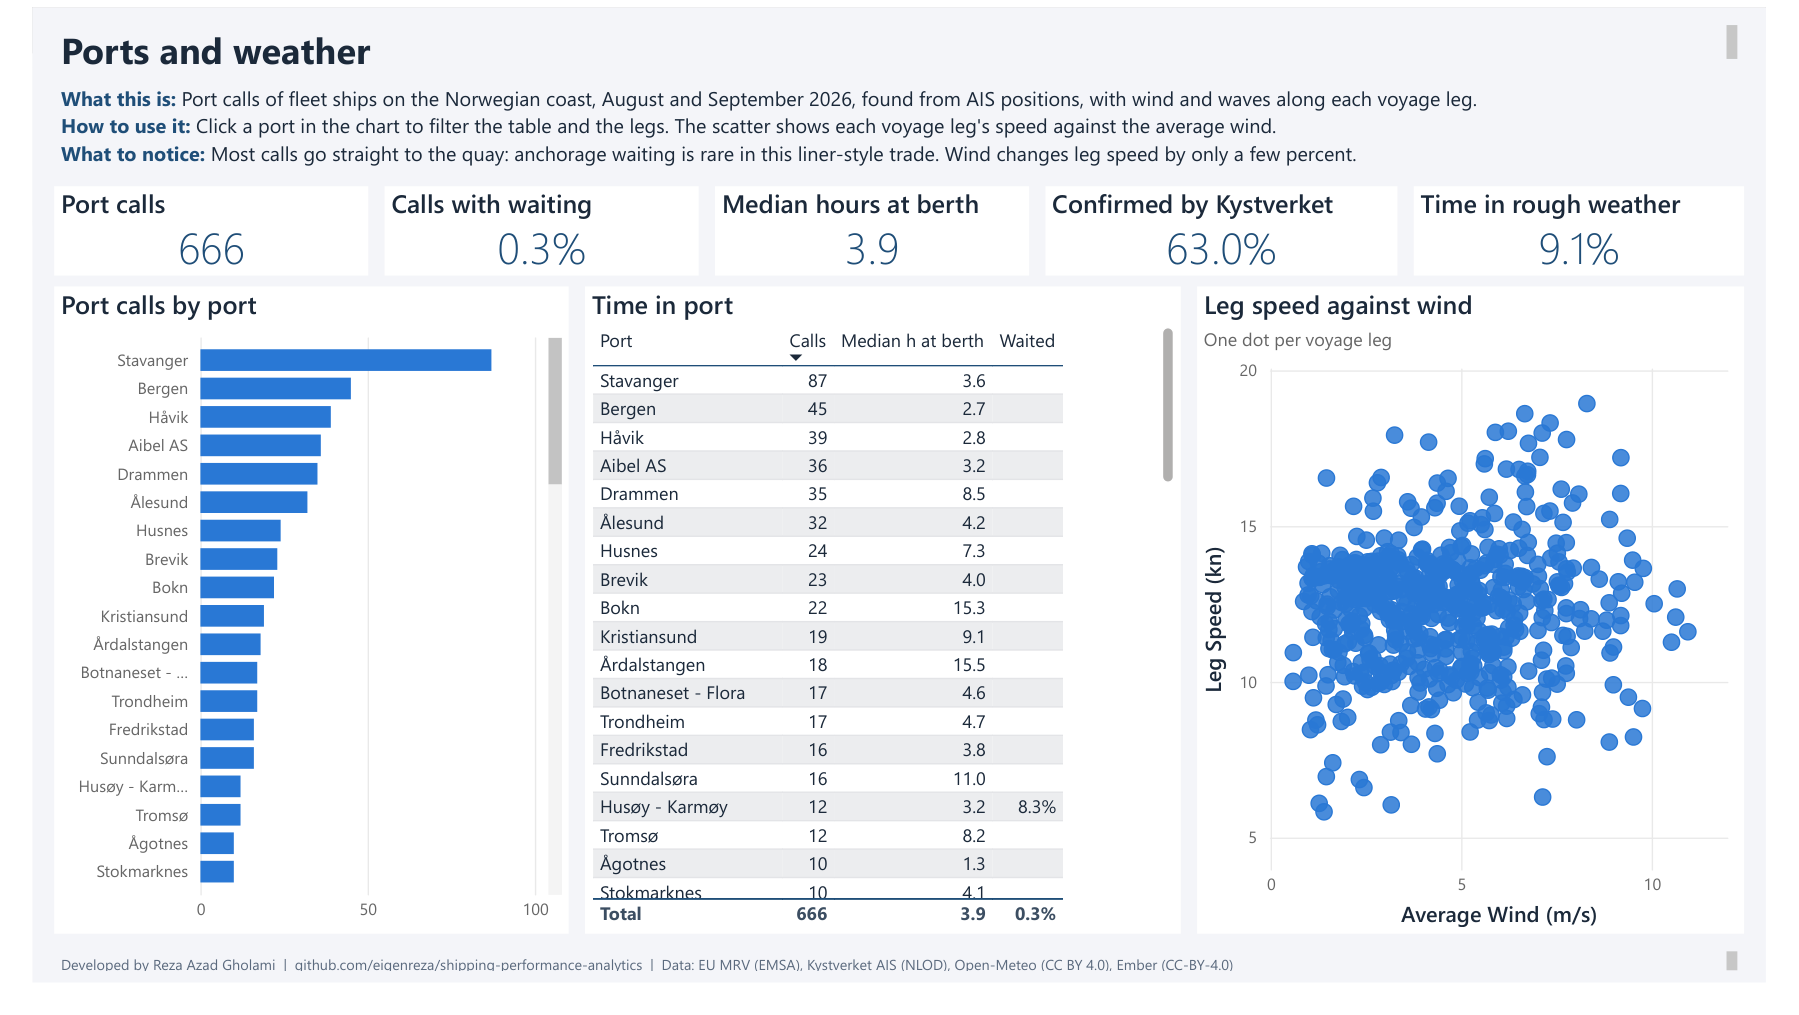 Ports and weather
What this is: Port calls of fleet ships on the Norwegian coast, August and September 2026, found from AIS positions, with wind and waves along each voyage leg.
How to use it: Click a port in the chart to filter the table and the legs. The scatter shows each voyage leg's speed against the average wind.
What to notice: Most calls go straight to the quay: anchorage waiting is rare in this liner-style trade. Wind changes leg speed by only a few percent.
Port calls
666
Calls with waiting
0.3%
Median hours at berth
3.9
Confirmed by Kystverket
63.0%
Time in rough weather
9.1%
Port calls by port
Stavanger
Bergen
Håvik
Aibel AS
Drammen
Ålesund
Husnes
Brevik
Bokn
Kristiansund
Årdalstangen
Botnaneset - ...
Trondheim
Fredrikstad
Sunndalsøra
Husøy - Karm...
Tromsø
Ågotnes
Stokmarknes
0 50 100
Time in port
Port Calls Median h at berth Waited
Stavanger 87 3.6
Bergen 45 2.7
Håvik 39 2.8
Aibel AS 36 3.2
Drammen 35 8.5
Ålesund 32 4.2
Husnes 24 7.3
Brevik 23 4.0
Bokn 22 15.3
Kristiansund 19 9.1
Årdalstangen 18 15.5
Botnaneset - Flora 17 4.6
Trondheim 17 4.7
Fredrikstad 16 3.8
Sunndalsøra 16 11.0
Husøy - Karmøy 12 3.2 8.3%
Tromsø 12 8.2
Ågotnes 10 1.3
Stokmarknes 10 4.1
Total 666 3.9 0.3%
Leg speed against wind
One dot per voyage leg
Leg Speed (kn)
20
15
10
5
0 5 10
Average Wind (m/s)
Developed by Reza Azad Gholami | github.com/eigenreza/shipping-performance-analytics | Data: EU MRV (EMSA), Kystverket AIS (NLOD), Open-Meteo (CC BY 4.0), Ember (CC-BY-4.0)